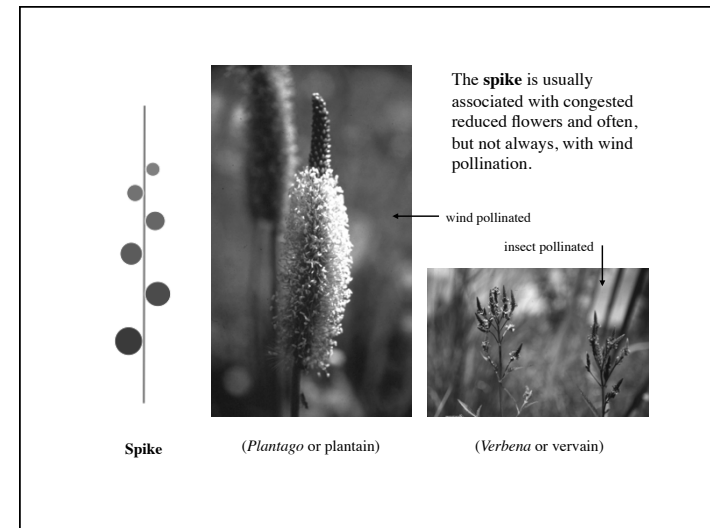 The spike is usually
associated with congested
reduced flowers and often,
but not always, with wind
pollination.
wind pollinated
insect pollinated
Spike
(Plantago or plantain)
(Verbena or vervain)